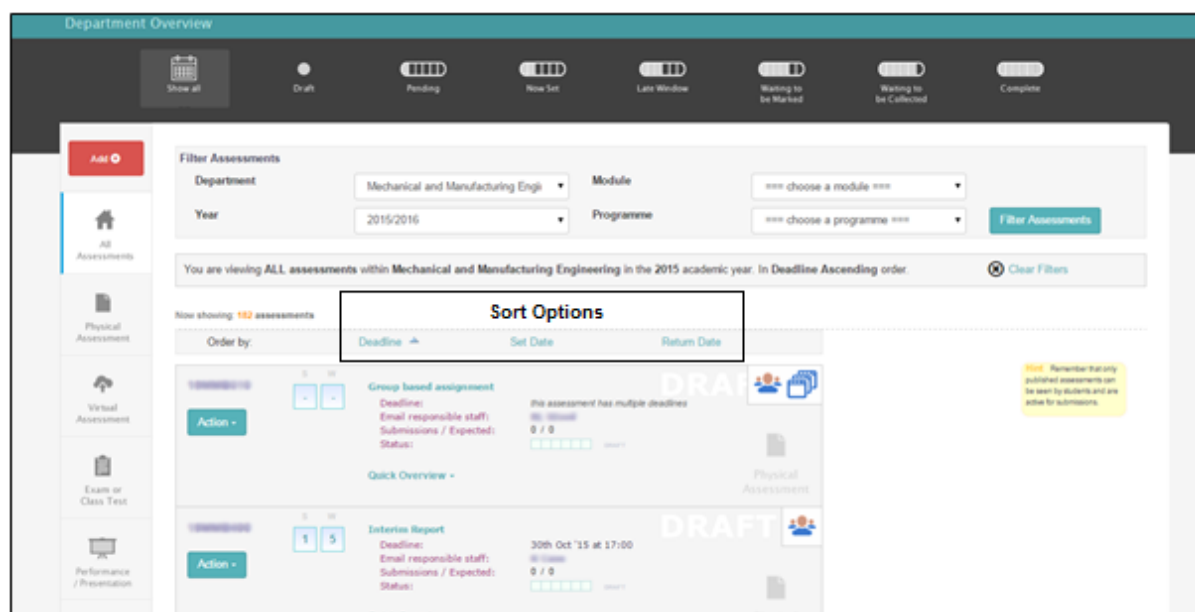 Department Overview
Show all
Draft
Pending
Now Set
Late Window
Waiting to be Marked
Waiting to be Collected
Complete
Add
Filter Assessments
Department Mechanical and Manufacturing Engi Module === choose a module ===
Year 2015/2016 Programme === choose a programme === Filter Assessments
All Assessments
You are viewing ALL assessments within Mechanical and Manufacturing Engineering in the 2015 academic year. In Deadline Ascending order. Clear Filters
Physical Assessment
Now showing: 182 assessments
Sort Options
Order by: Deadline Set Date Return Date
Virtual Assessment
S W
- -
Action -
Group based assignment
DRAFT
Deadline: this assessment has multiple deadlines
Email responsible staff:
Submissions / Expected: 0 / 0
Status: DRAFT
Quick Overview -
Physical Assessment
Hint: Remember that only
published assessments can
be seen by students and are
active for submissions.
Exam or Class Test
Performance / Presentation
S W
1 5
Action -
Interim Report
DRAFT
Deadline: 30th Oct '15 at 17:00
Email responsible staff:
Submissions / Expected: 0 / 0
Status: DRAFT